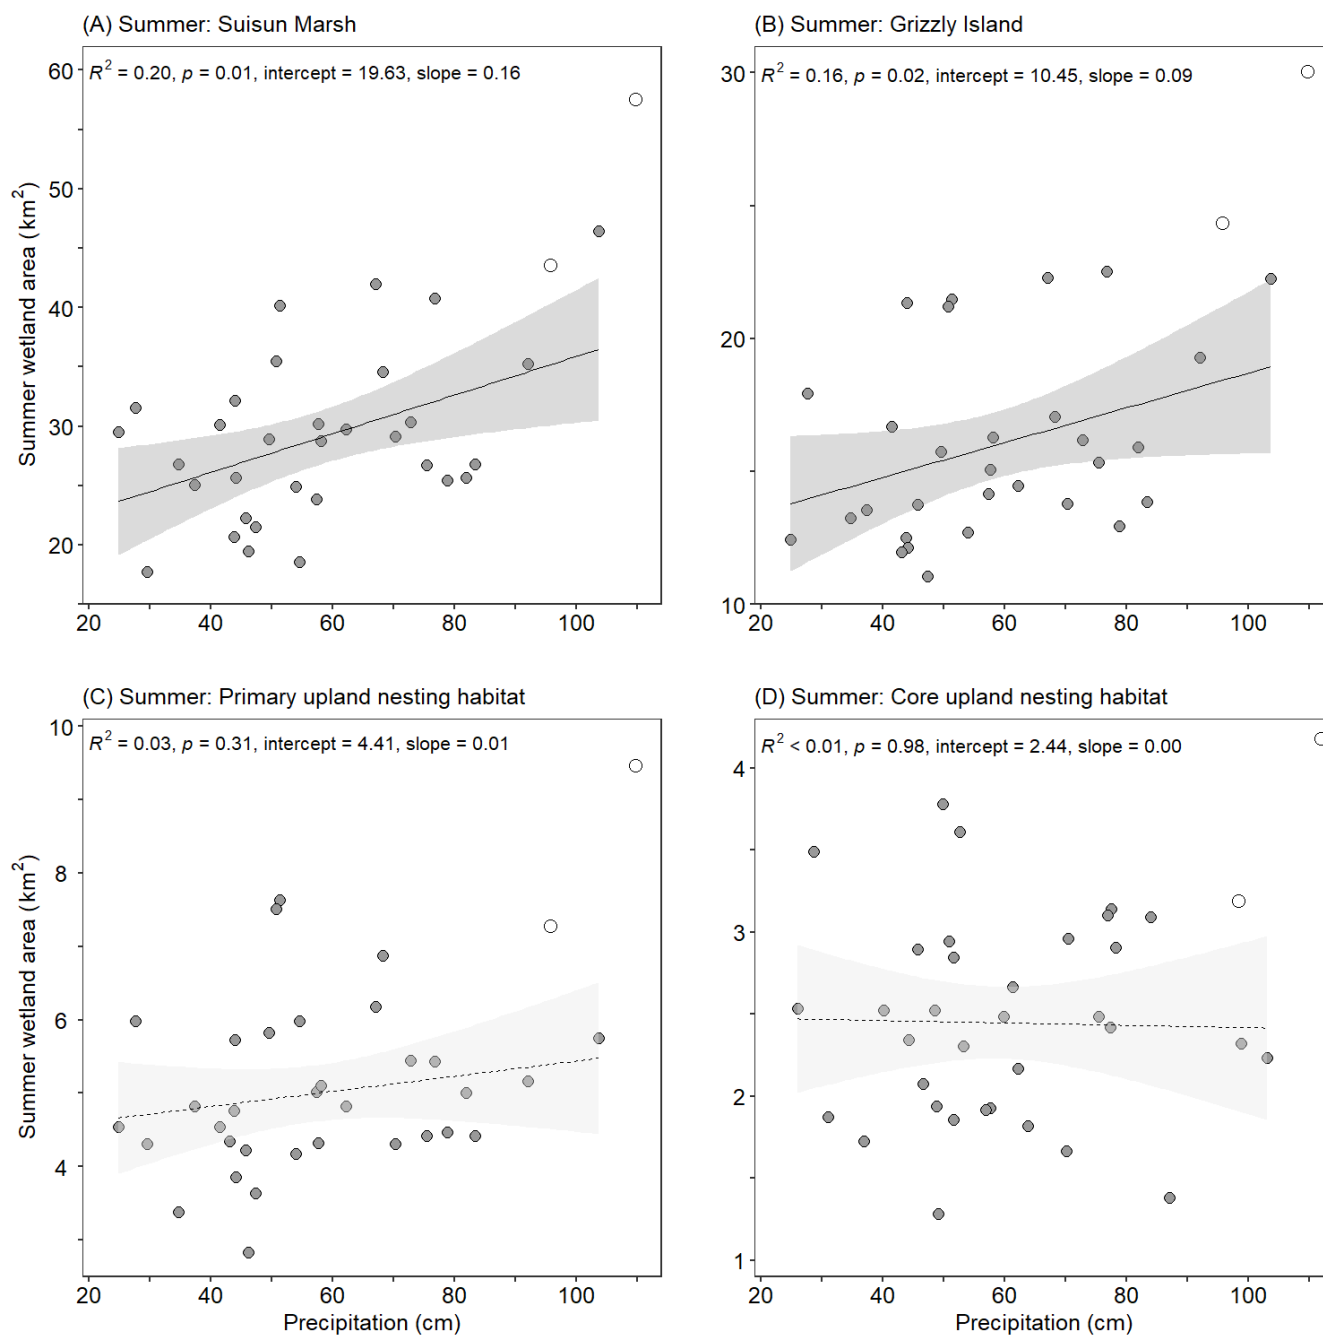 (A) Summer: Suisun Marsh
R² = 0.20, p = 0.01, intercept = 19.63, slope = 0.16
Summer wetland area (km²)
60
50
40
30
20
20 40 60 80 100
(B) Summer: Grizzly Island
R² = 0.16, p = 0.02, intercept = 10.45, slope = 0.09
30
20
10
20 40 60 80 100
(C) Summer: Primary upland nesting habitat
R² = 0.03, p = 0.31, intercept = 4.41, slope = 0.01
Summer wetland area (km²)
10
8
6
4
20 40 60 80 100
Precipitation (cm)
(D) Summer: Core upland nesting habitat
R² < 0.01, p = 0.98, intercept = 2.44, slope = 0.00
4
3
2
1
20 40 60 80 100
Precipitation (cm)